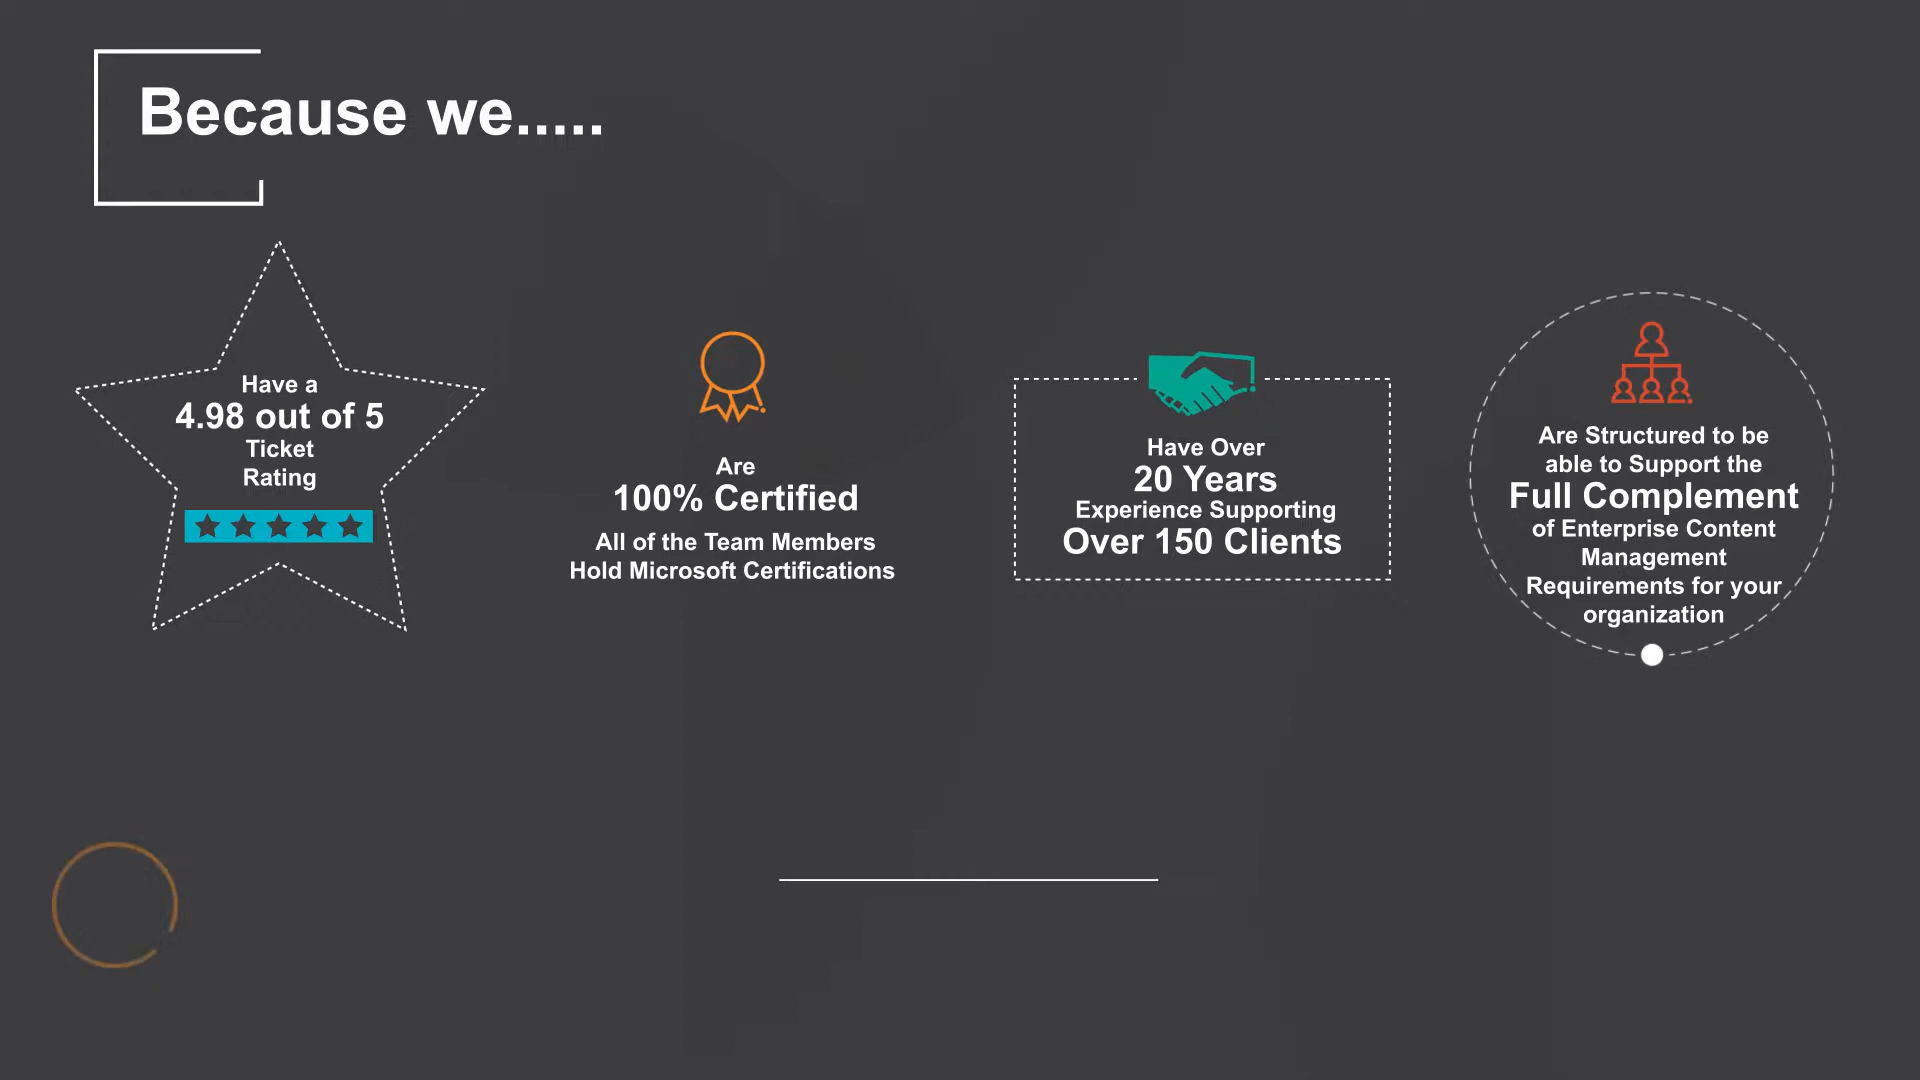 Because we.....
Have a
4.98 out of 5
Ticket
Rating
Are
100% Certified
All of the Team Members
Hold Microsoft Certifications
Have Over
20 Years
Experience Supporting
Over 150 Clients
Are Structured to be
able to Support the
Full Complement
of Enterprise Content
Management
Requirements for your
organization